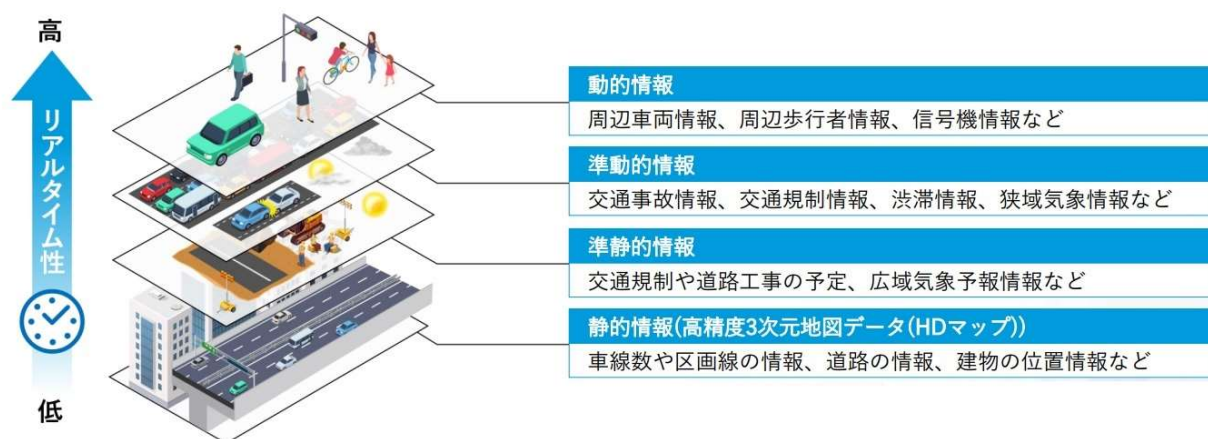 高
リアルタイム性
低
動的情報
周辺車両情報、周辺歩行者情報、信号機情報など
準動的情報
交通事故情報、交通規制情報、渋滞情報、狭域気象情報など
準静的情報
交通規制や道路工事の予定、広域気象予報情報など
静的情報(高精度3次元地図データ(HDマップ))
車線数や区画線の情報、道路の情報、建物の位置情報など